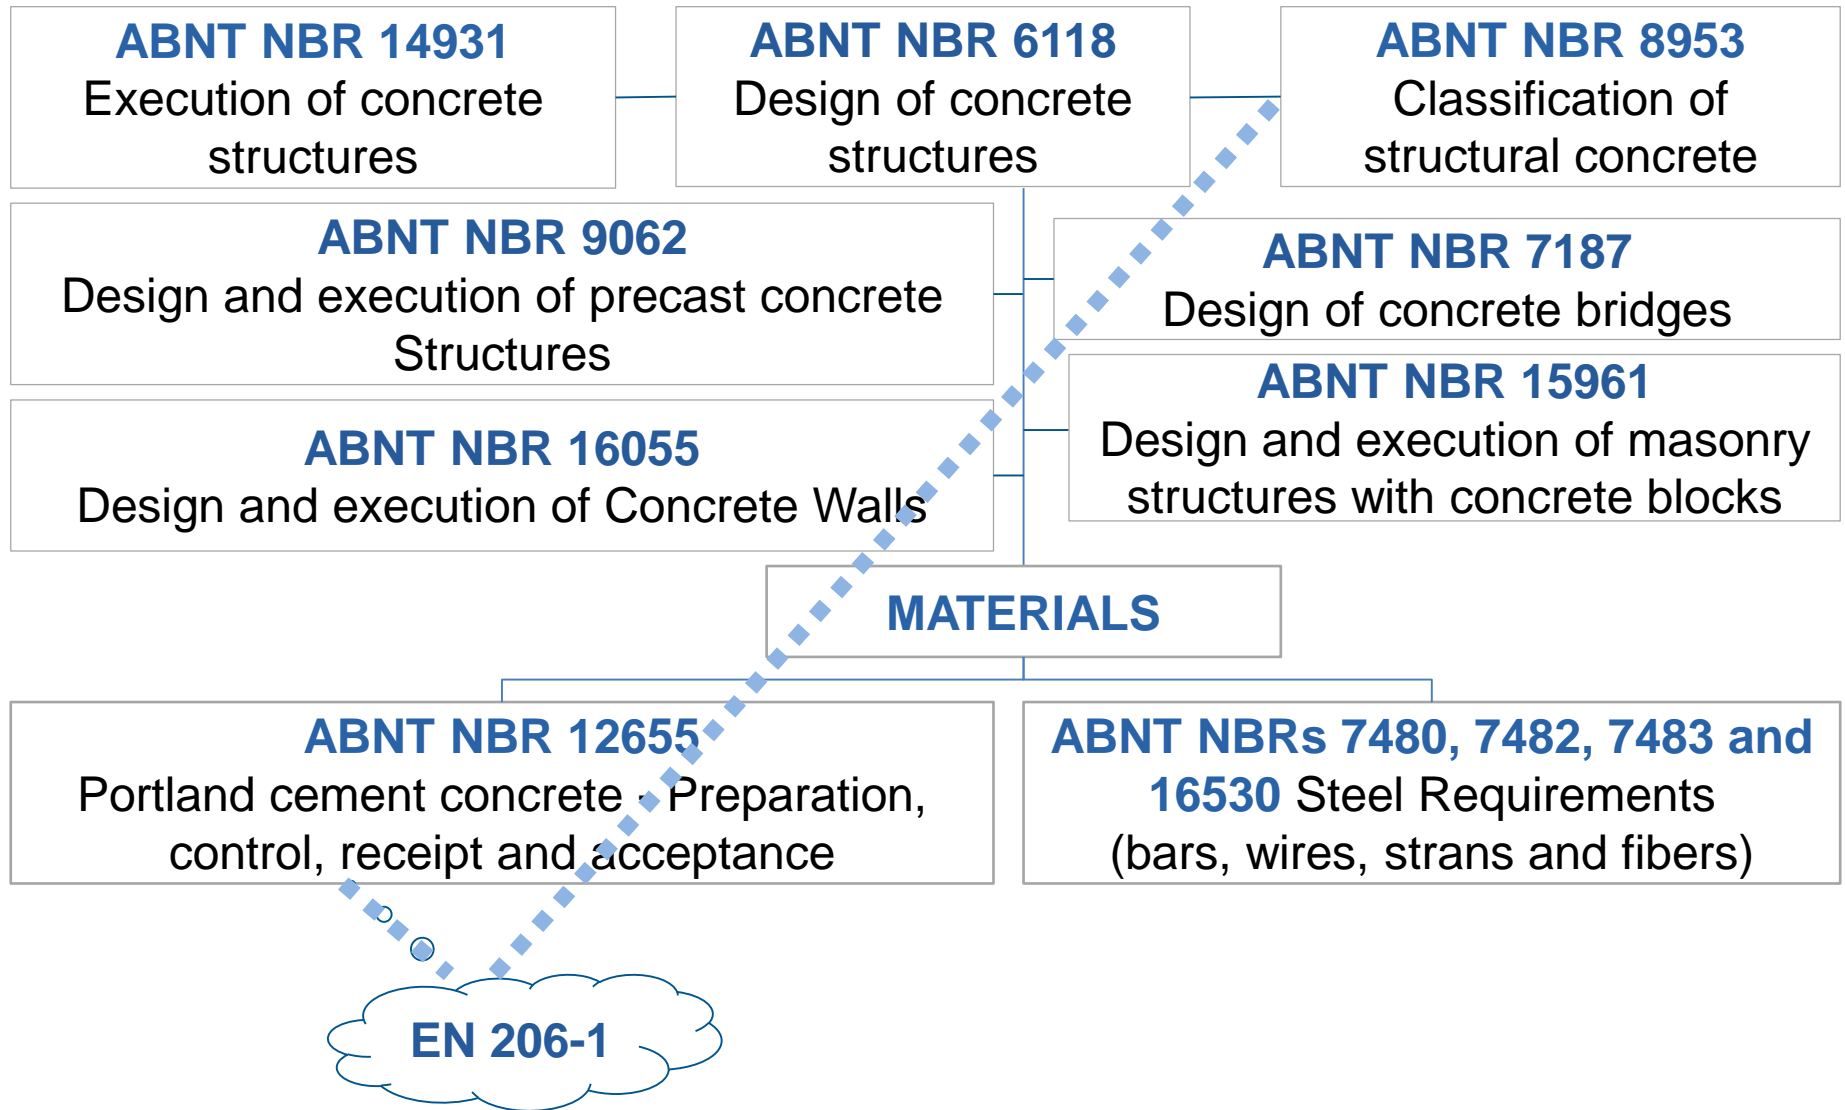 ABNT NBR 14931
Execution of concrete
structures
ABNT NBR 6118
Design of concrete
structures
ABNT NBR 8953
Classification of
structural concrete
ABNT NBR 9062
Design and execution of precast concrete
Structures
ABNT NBR 7187
Design of concrete bridges
ABNT NBR 16055
Design and execution of Concrete Walls
ABNT NBR 15961
Design and execution of masonry
structures with concrete blocks
MATERIALS
ABNT NBR 12655
Portland cement concrete - Preparation,
control, receipt and acceptance
ABNT NBRs 7480, 7482, 7483 and
16530 Steel Requirements
(bars, wires, strans and fibers)
EN 206-1